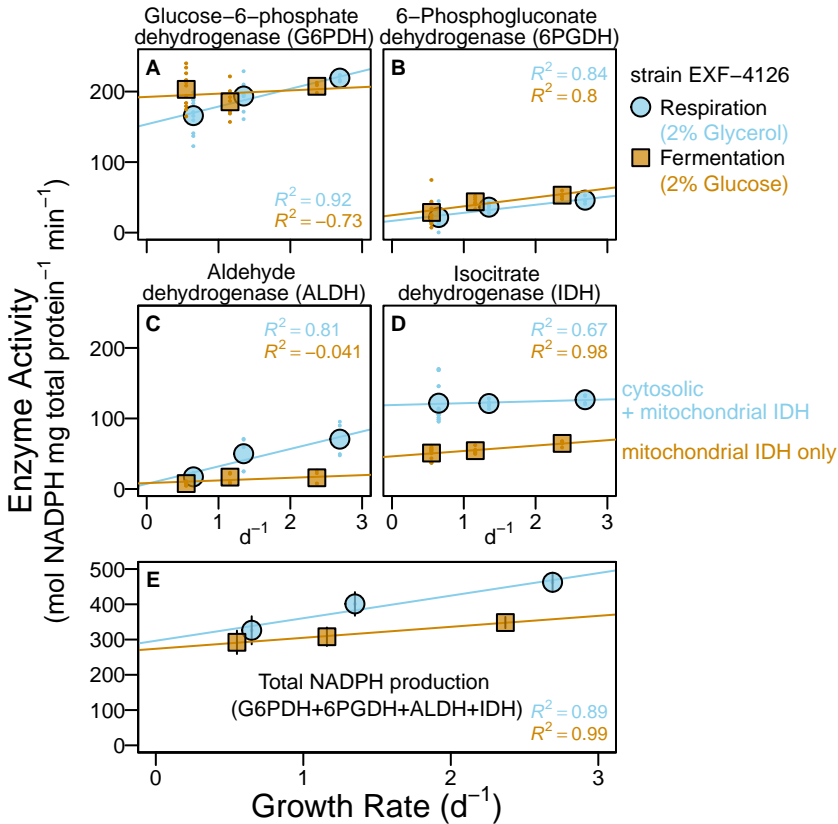 Glucose−6−phosphate
dehydrogenase (G6PDH)
6−Phosphogluconate
dehydrogenase (6PGDH)
A
R² = 0.92
R² = −0.73
0
100
200
B
R² = 0.84
R² = 0.8
strain EXF−4126
Respiration
(2% Glycerol)
Fermentation
(2% Glucose)
Aldehyde
dehydrogenase (ALDH)
Isocitrate
dehydrogenase (IDH)
C
R² = 0.81
R² = −0.041
0
100
200
0 1 2 3
d⁻¹
D
R² = 0.67
R² = 0.98
0 1 2 3
d⁻¹
cytosolic
+ mitochondrial IDH
mitochondrial IDH only
Enzyme Activity
(mol NADPH mg total protein⁻¹ min⁻¹)
E
Total NADPH production
(G6PDH+6PGDH+ALDH+IDH)
R² = 0.89
R² = 0.99
0
100
200
300
400
500
0 1 2 3
Growth Rate (d⁻¹)